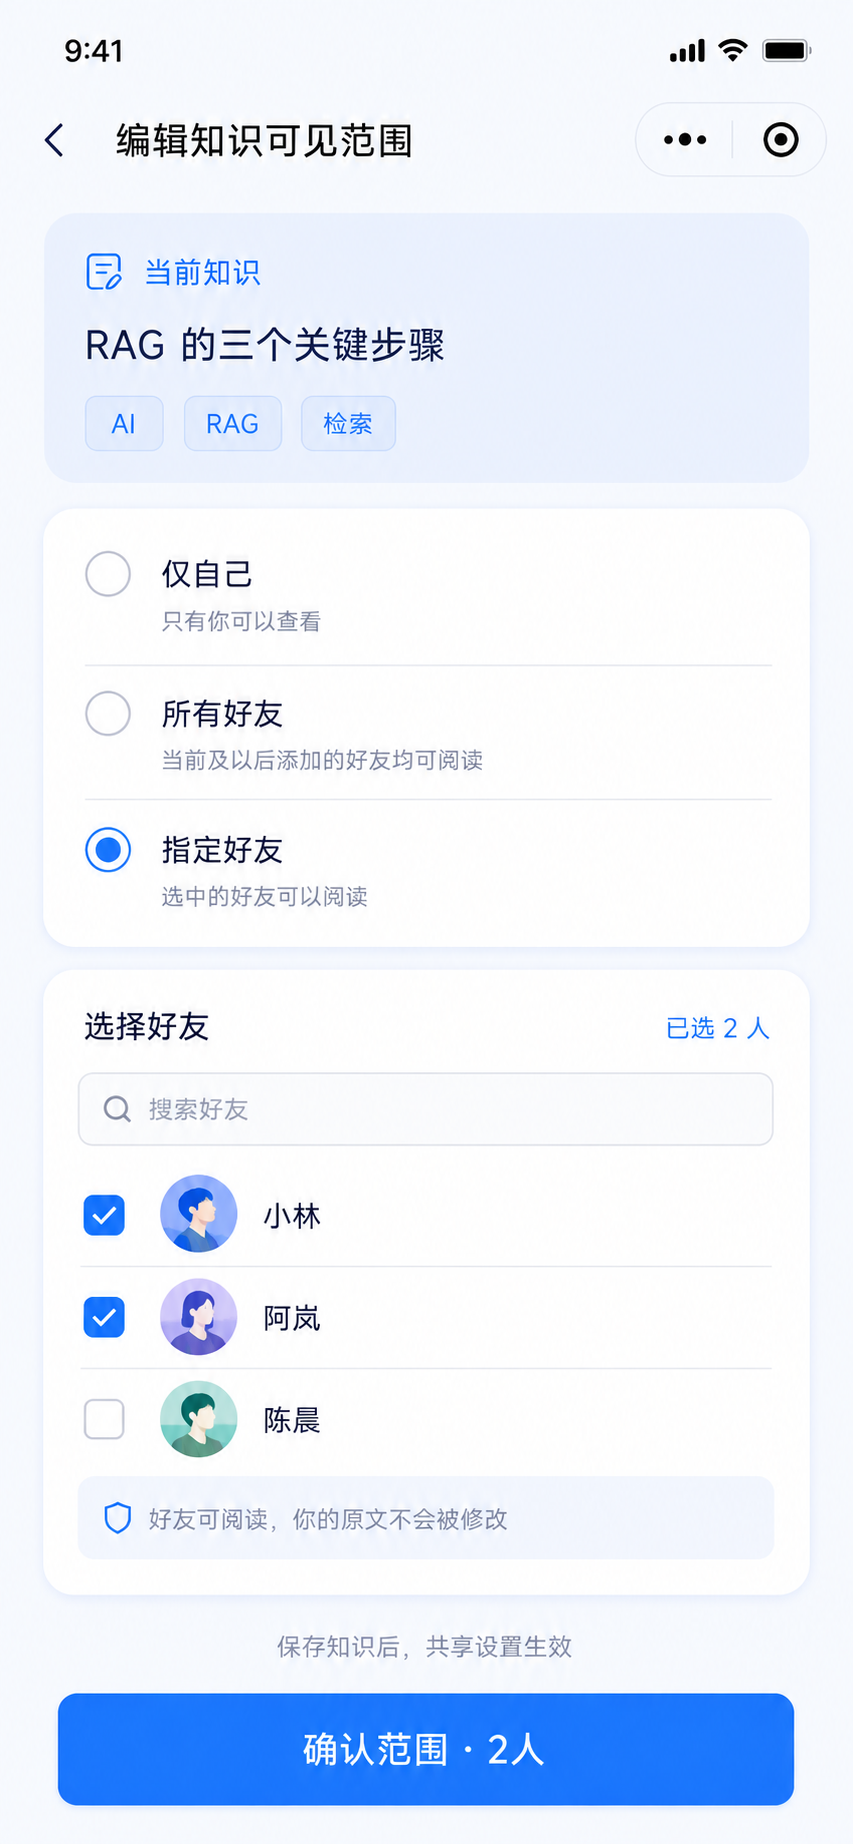 9:41
编辑知识可见范围
当前知识
RAG 的三个关键步骤
AI RAG 检索
仅自己
只有你可以查看
所有好友
当前及以后添加的好友均可阅读
指定好友
选中的好友可以阅读
选择好友 已选 2 人
搜索好友
小林
阿岚
陈晨
好友可阅读，你的原文不会被修改
保存知识后，共享设置生效
确认范围 · 2人